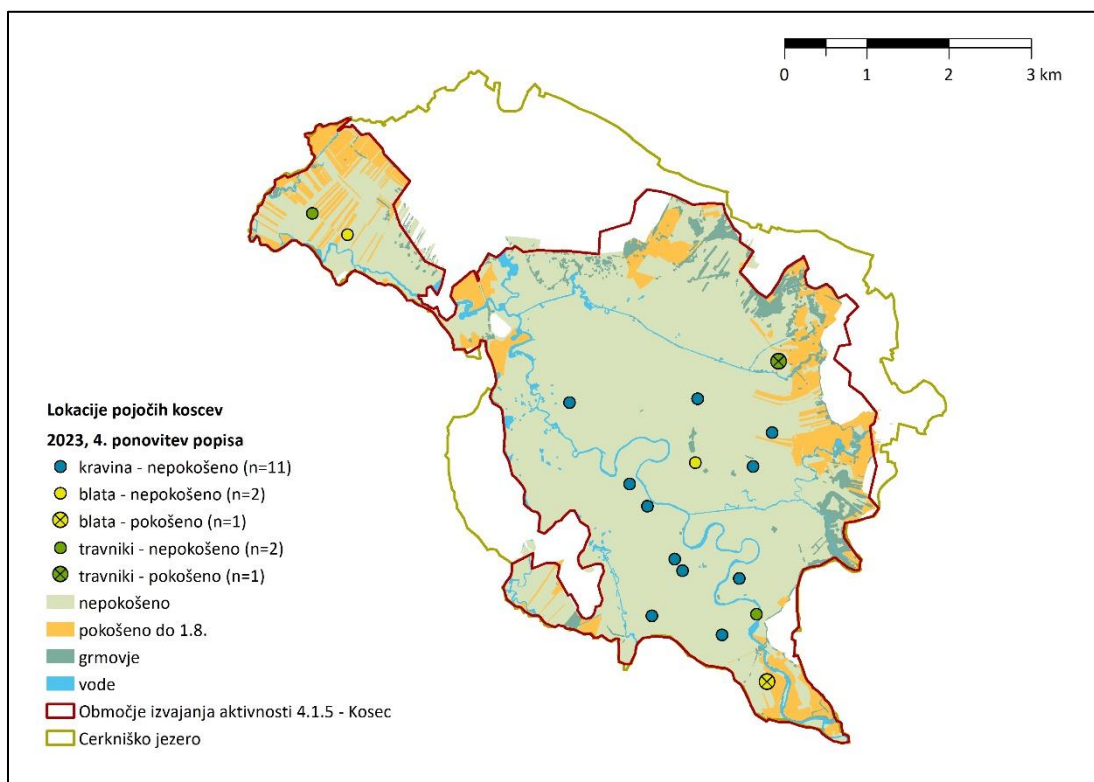 0 1 2 3 km
Lokacije pojočih koscev
2023, 4. ponovitev popisa
kravina - nepokošeno (n=11)
blata - nepokošeno (n=2)
blata - pokošeno (n=1)
travniki - nepokošeno (n=2)
travniki - pokošeno (n=1)
nepokošeno
pokošeno do 1.8.
grmovje
vode
Območje izvajanja aktivnosti 4.1.5 - Kosec
Cerkniško jezero